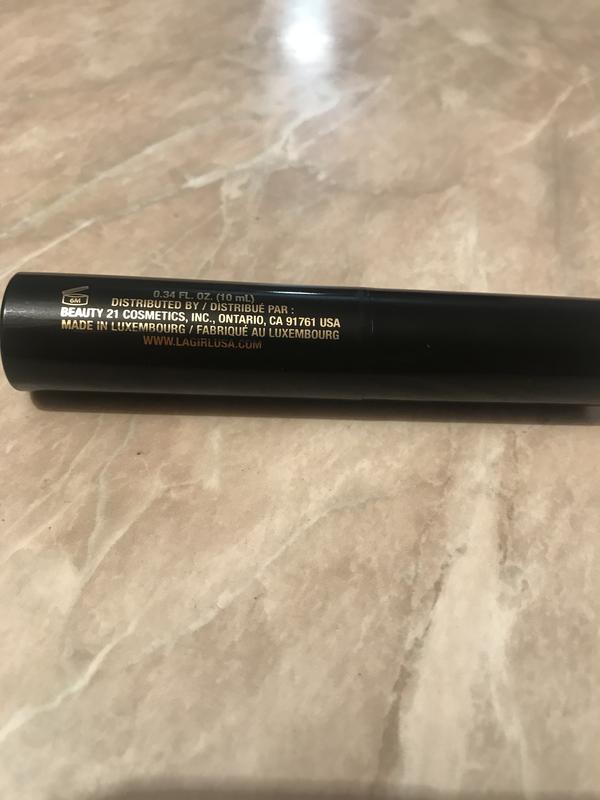 0.34 FL. OZ. (10 mL)
6M
DISTRIBUTED BY / DISTRIBUÉ PAR :
BEAUTY 21 COSMETICS, INC., ONTARIO, CA 91761 USA
MADE IN LUXEMBOURG / FABRIQUÉ AU LUXEMBOURG
WWW.LAGIRLUSA.COM